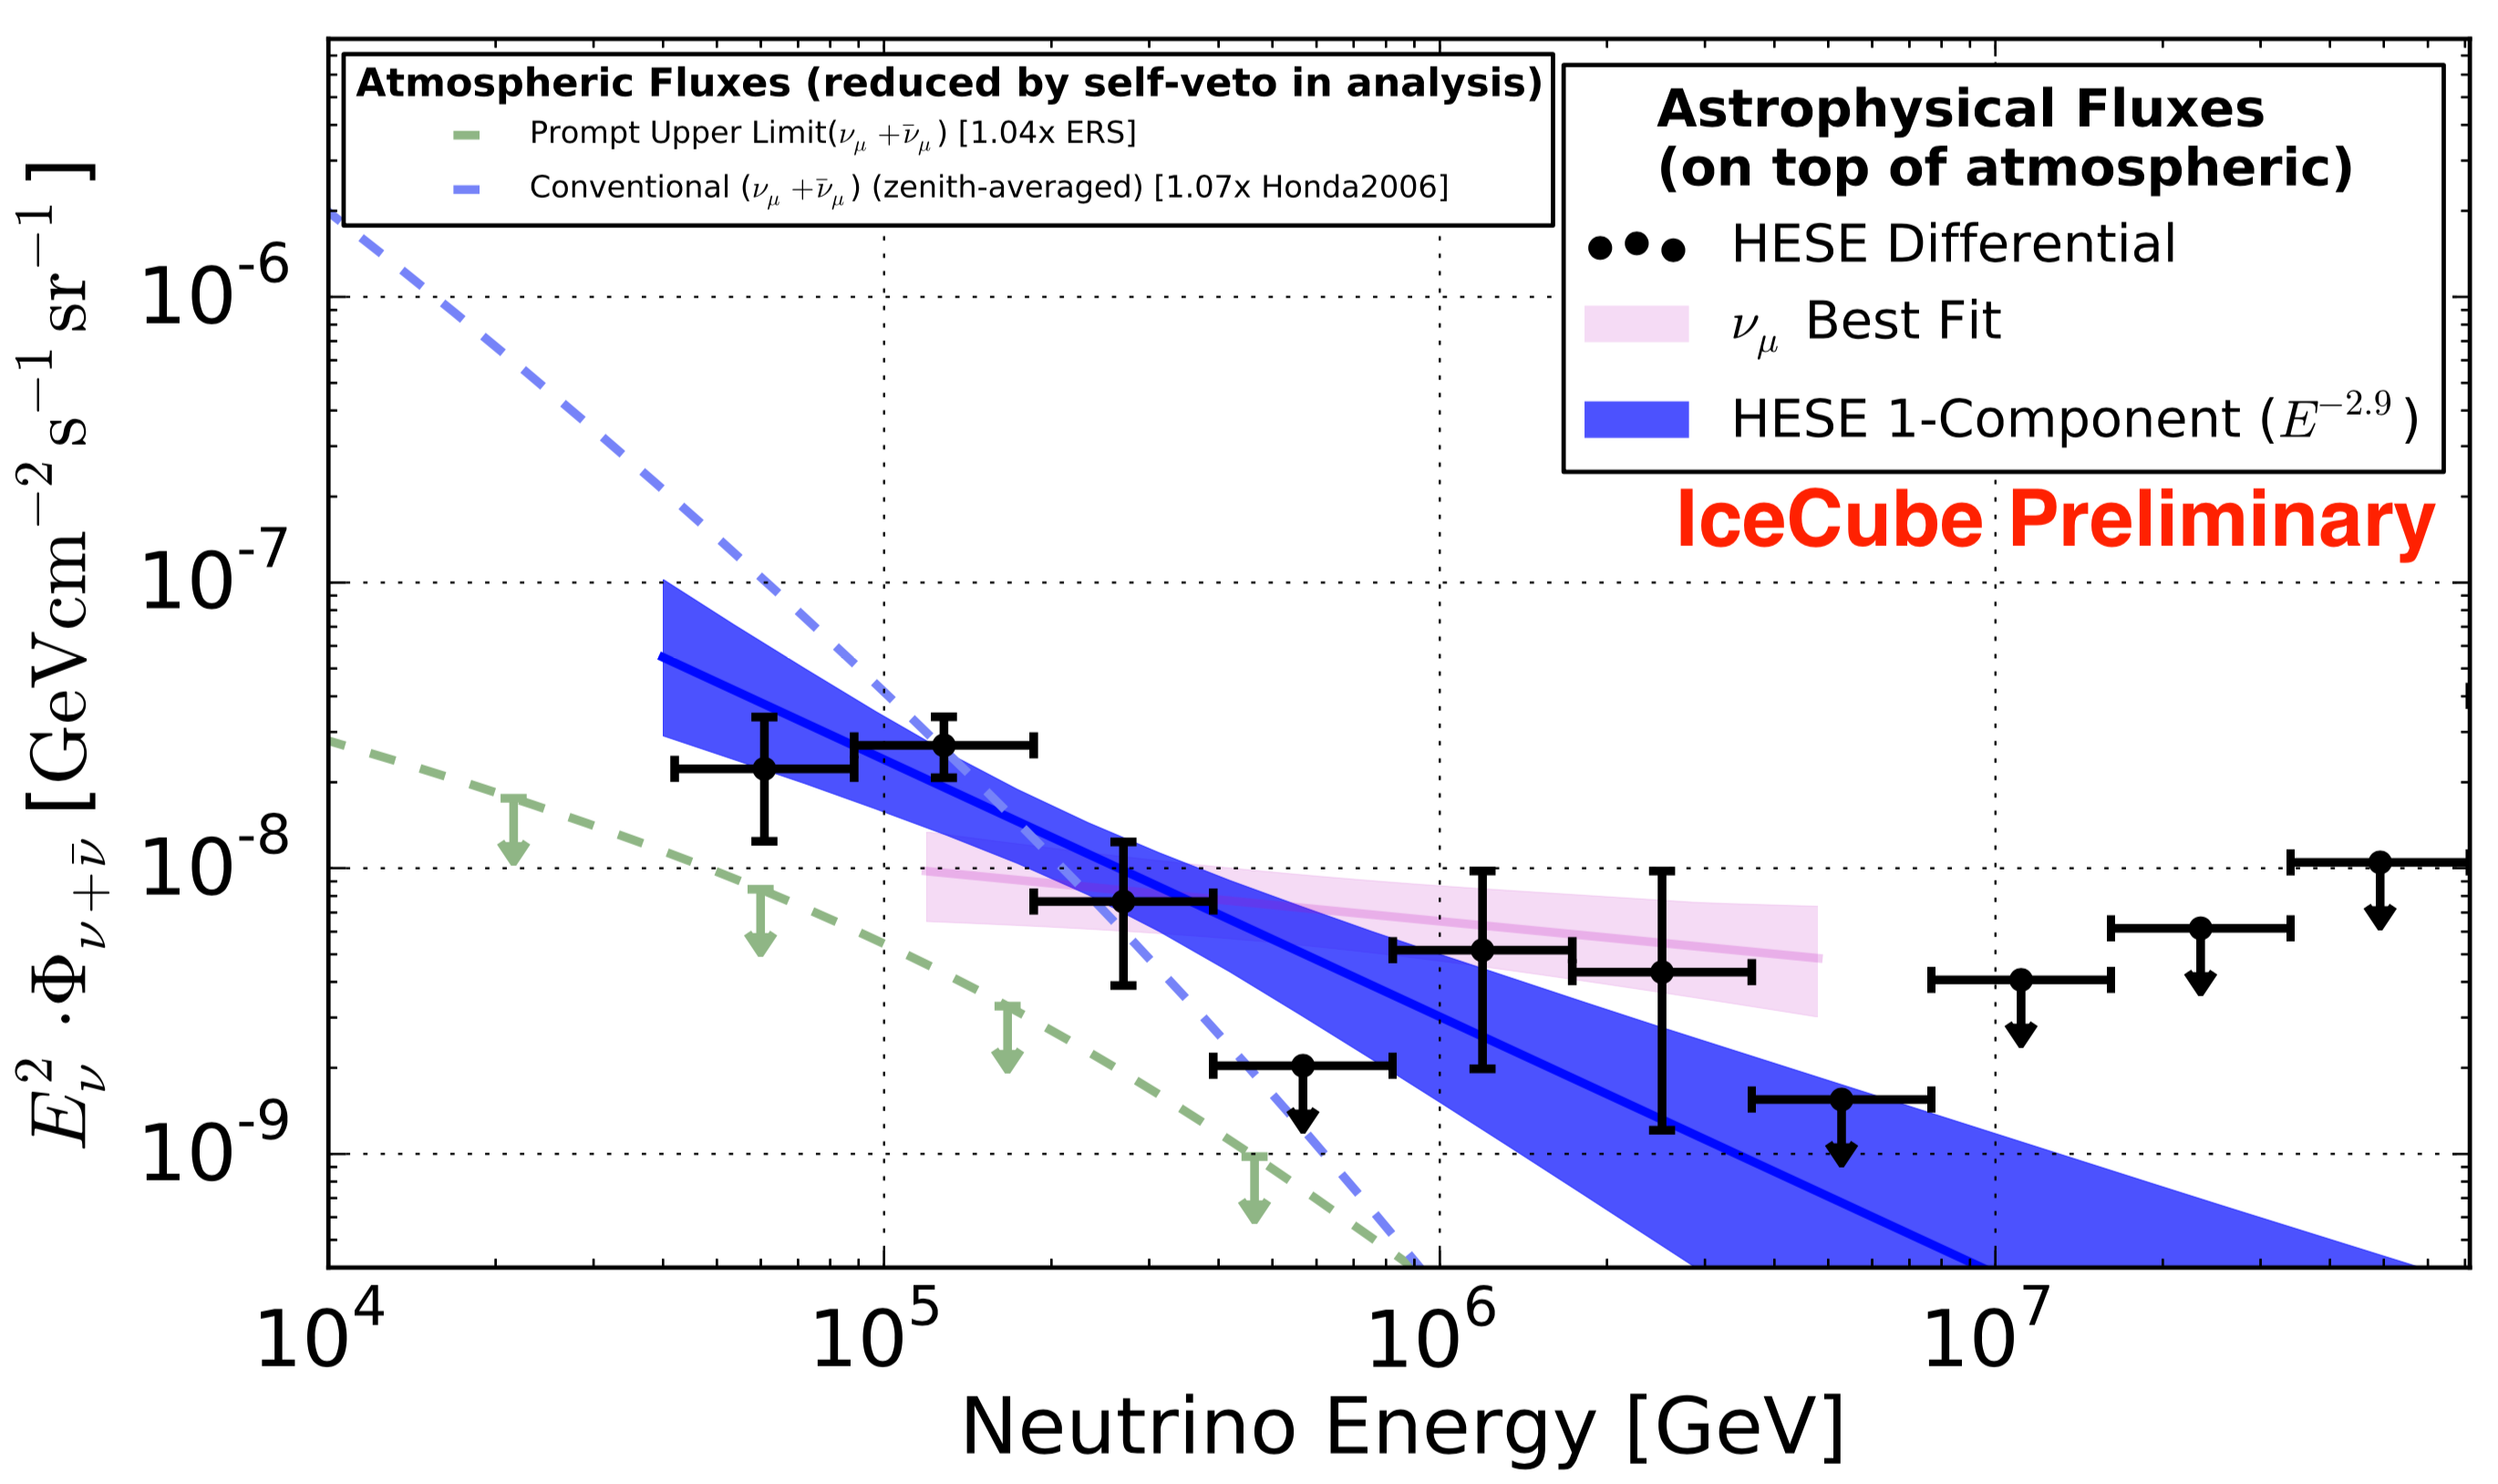 Atmospheric Fluxes (reduced by self-veto in analysis)
Prompt Upper Limit(ν_μ +ν̄_μ) [1.04x ERS]
Conventional (ν_μ +ν̄_μ) (zenith-averaged) [1.07x Honda2006]
Astrophysical Fluxes
(on top of atmospheric)
HESE Differential
ν_μ Best Fit
HESE 1-Component (E^−2.9)
IceCube Preliminary
E_ν^2 · Φ_ν+ν̄ [GeVcm^−2 s^−1 sr^−1]
10^-6
10^-7
10^-8
10^-9
10^4 10^5 10^6 10^7
Neutrino Energy [GeV]